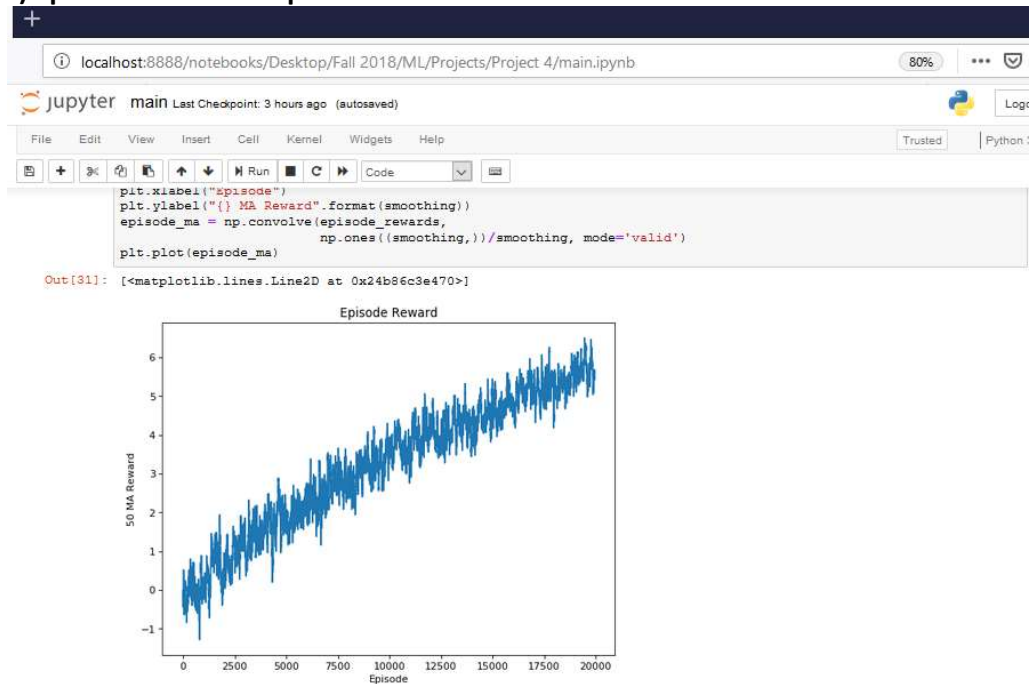 +
localhost:8888/notebooks/Desktop/Fall 2018/ML/Projects/Project 4/main.ipynb 80% •••
jupyter main Last Checkpoint: 3 hours ago (autosaved)
File Edit View Insert Cell Kernel Widgets Help Trusted Python
Run Code
plt.xlabel("Episode")
plt.ylabel("{} MA Reward".format(smoothing))
episode_ma = np.convolve(episode_rewards,
np.ones((smoothing,))/smoothing, mode='valid')
plt.plot(episode_ma)
Out[31]: [<matplotlib.lines.Line2D at 0x24b86c3e470>]
Episode Reward
6
5
4
3
2
1
0
−1
50 MA Reward
0 2500 5000 7500 10000 12500 15000 17500 20000
Episode